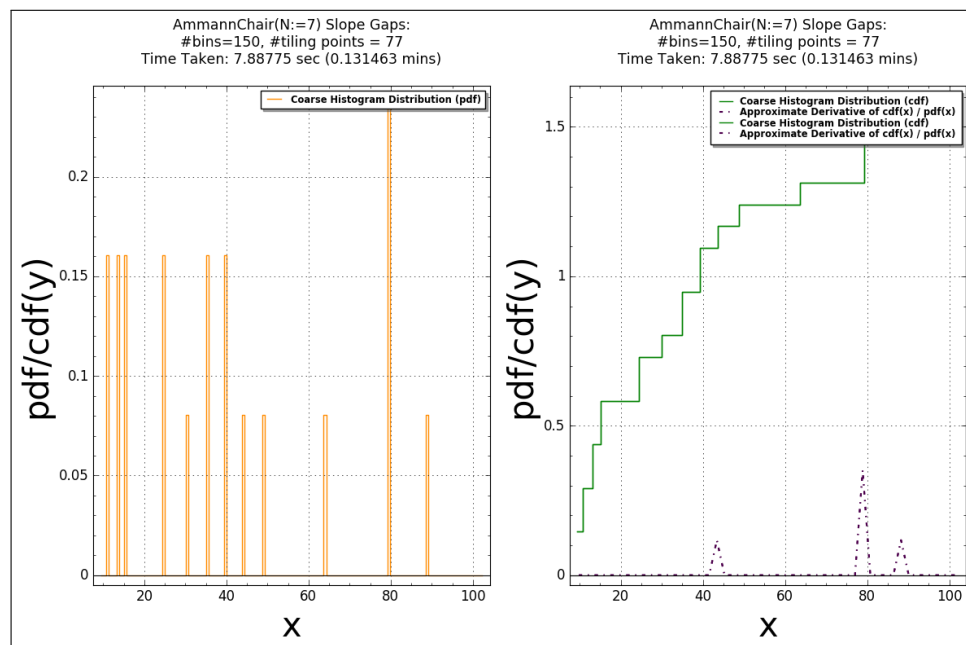 AmmannChair(N:=7) Slope Gaps:
#bins=150, #tiling points = 77
Time Taken: 7.88775 sec (0.131463 mins)
Coarse Histogram Distribution (pdf)
0.2
0.15
0.1
0.05
0
20 40 60 80 100
pdf/cdf(y)
x
AmmannChair(N:=7) Slope Gaps:
#bins=150, #tiling points = 77
Time Taken: 7.88775 sec (0.131463 mins)
Coarse Histogram Distribution (cdf)
Approximate Derivative of cdf(x) / pdf(x)
Coarse Histogram Distribution (cdf)
Approximate Derivative of cdf(x) / pdf(x)
1.5
1
0.5
0
20 40 60 80 100
pdf/cdf(y)
x